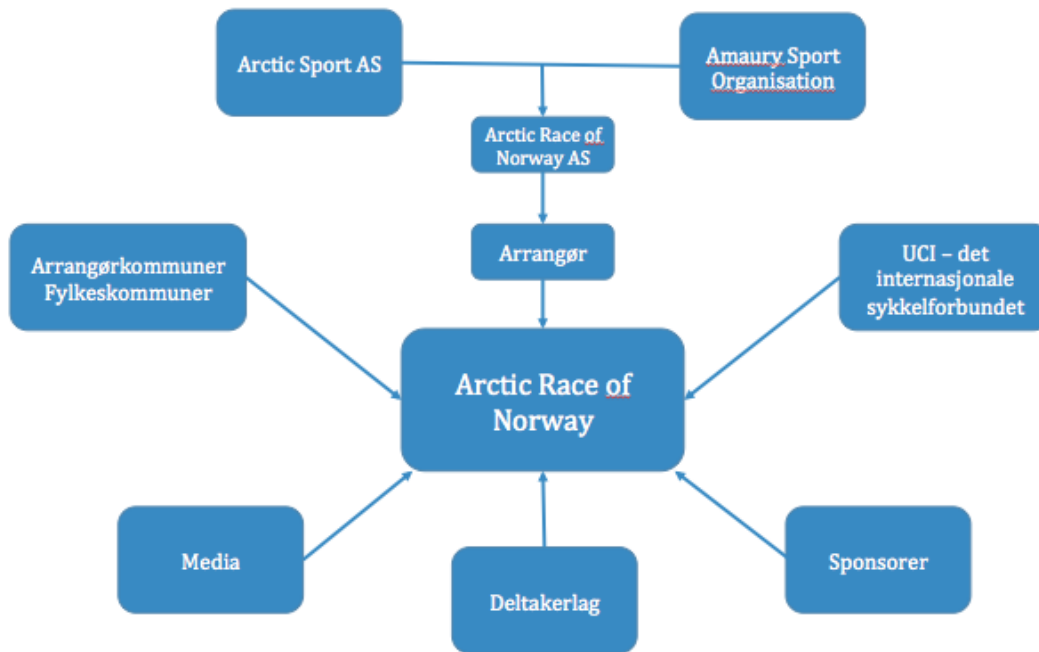 Arctic Sport AS
Amaury Sport
Organisation
Arctic Race of
Norway AS
Arrangør
Arrangørkommuner
Fylkeskommuner
UCI – det
internasjonale
sykkelforbundet
Arctic Race of
Norway
Media
Deltakerlag
Sponsorer